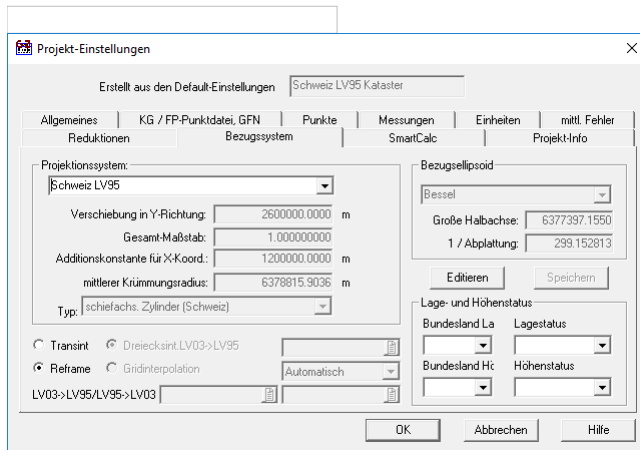 Projekt-Einstellungen
Erstellt aus den Default-Einstellungen Schweiz LV95 Kataster
Allgemeines KG / FP-Punktdatei, GFN Punkte Messungen Einheiten mittl. Fehler
Reduktionen Bezugssystem SmartCalc Projekt-Info
Projektionssystem:
Schweiz LV95
Verschiebung in Y-Richtung: 2600000.0000 m
Gesamt-Maßstab: 1.000000000
Additionskonstante für X-Koord.: 1200000.0000 m
mittlerer Krümmungsradius: 6378815.9036 m
Typ: schiefachs. Zylinder (Schweiz)
Bezugsellipsoid
Bessel
Große Halbachse: 6377397.1550
1 / Abplattung: 299.152813
Editieren Speichern
Lage- und Höhenstatus
Bundesland La Lagestatus
Bundesland Hö Höhenstatus
Transint Dreiecksint.LV03->LV95
Reframe Gridinterpolation Automatisch
LV03->LV95/LV95->LV03
OK Abbrechen Hilfe